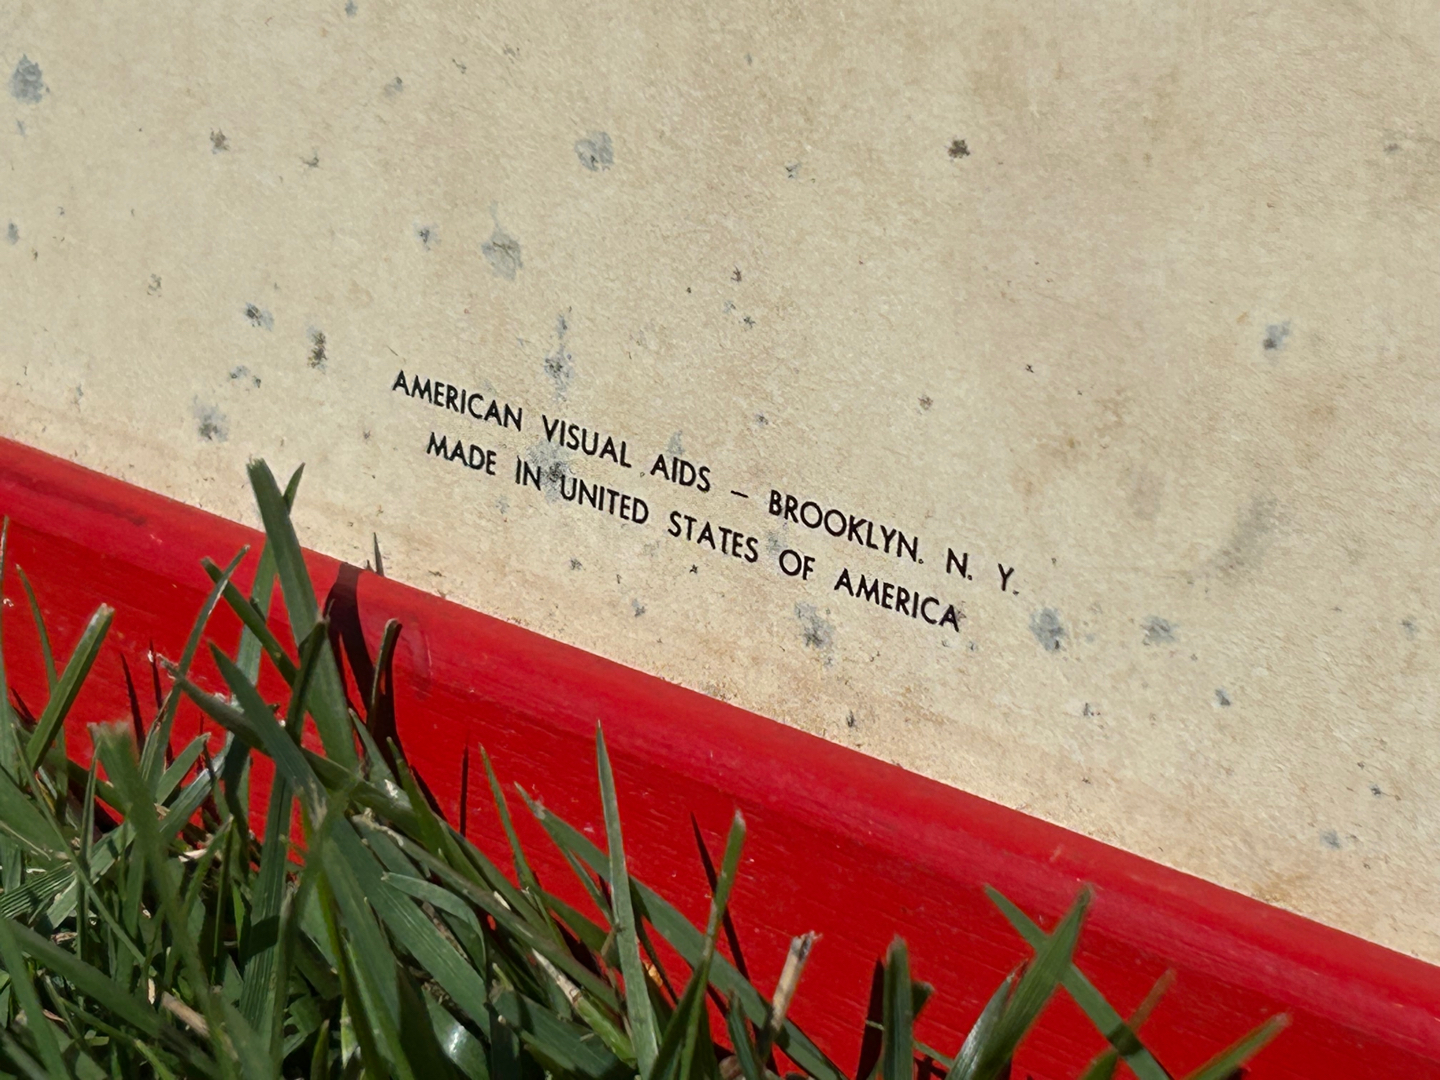 AMERICAN VISUAL AIDS – BROOKLYN. N. Y.
MADE IN UNITED STATES OF AMERICA